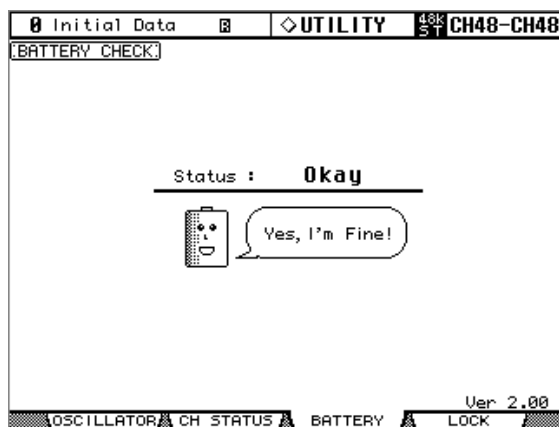 0 Initial Data R ◇UTILITY 48K ST CH48-CH48
BATTERY CHECK
Status : Okay
Yes, I'm Fine!
Ver 2.00
OSCILLATOR CH STATUS BATTERY LOCK